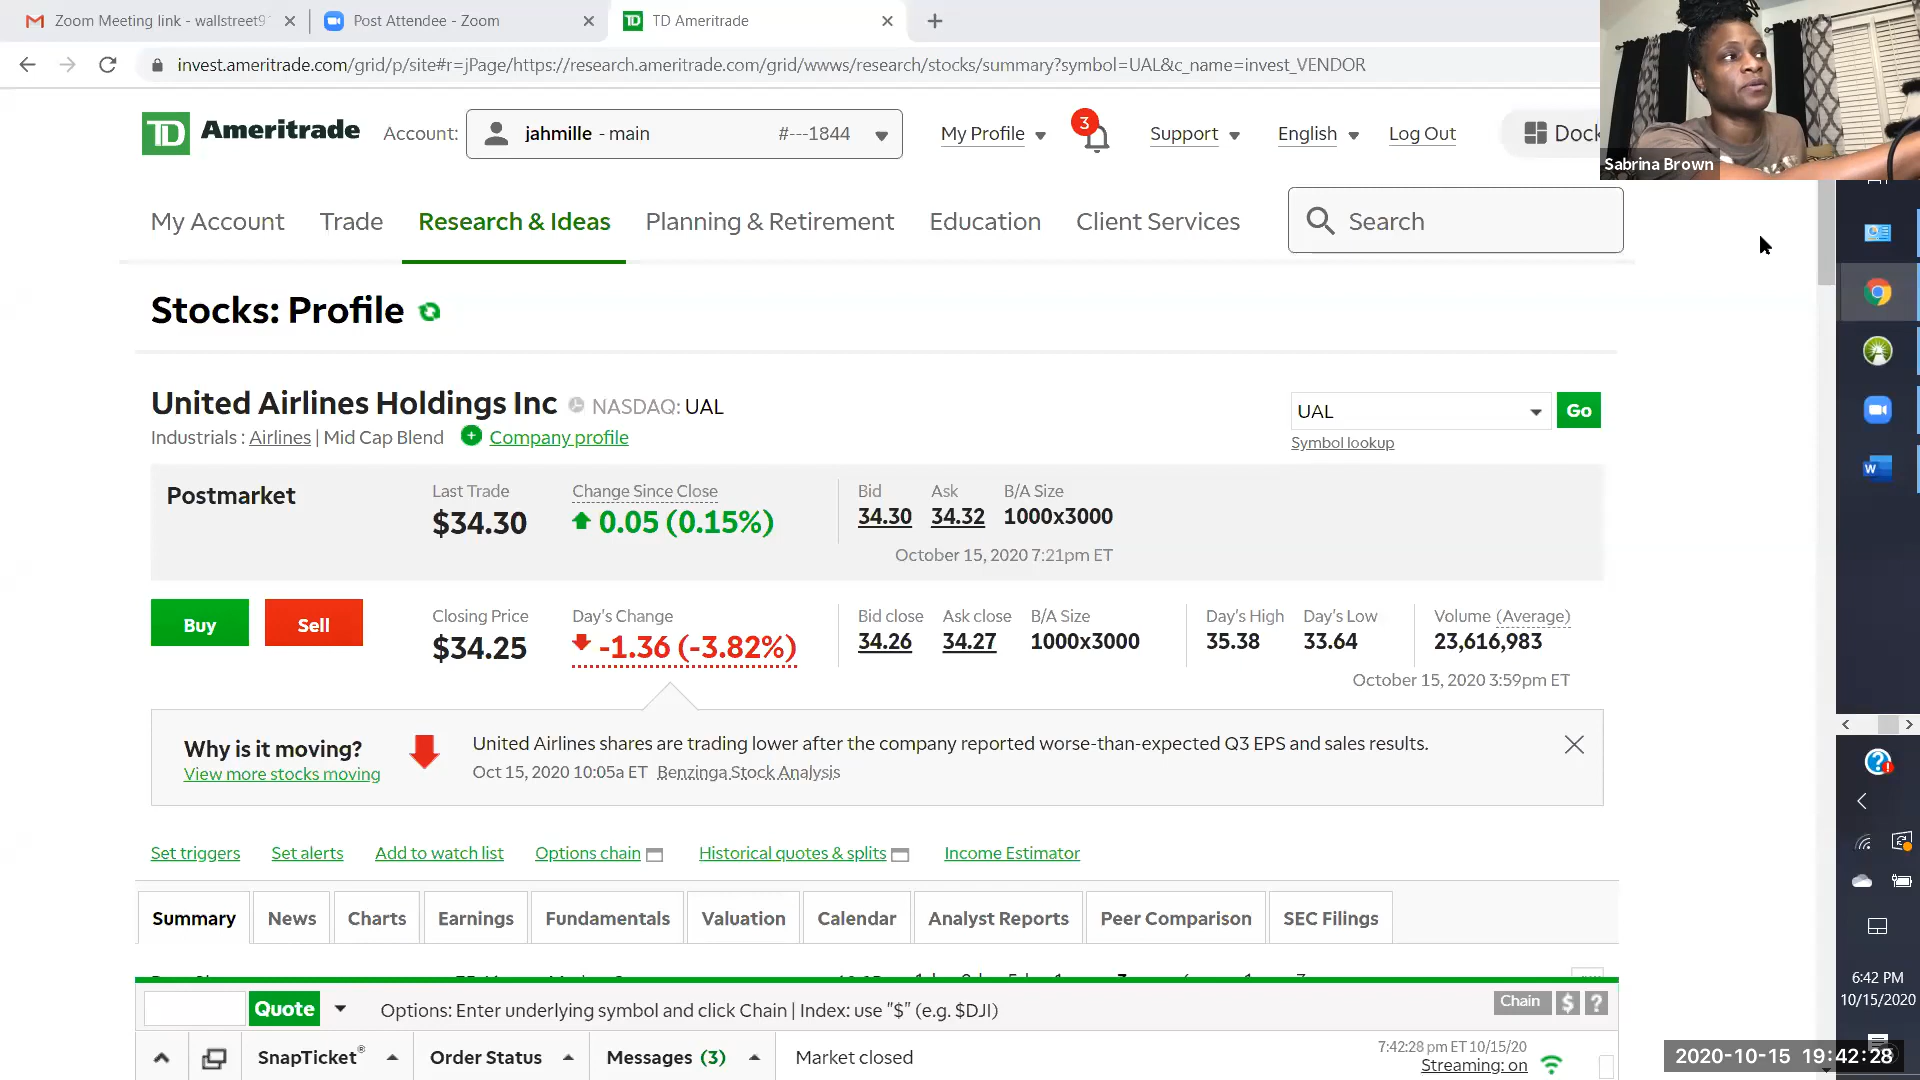 Zoom Meeting link - wallstreet9
Post Attendee - Zoom
TD Ameritrade
invest.ameritrade.com/grid/p/site#r=jPage/https://research.ameritrade.com/grid/wwws/research/stocks/summary?symbol=UAL&c_name=invest_VENDOR
TD Ameritrade
Account:
jahmille - main
#---1844
My Profile
3
Support
English
Log Out
Dock
Sabrina Brown
My Account
Trade
Research & Ideas
Planning & Retirement
Education
Client Services
Search
Stocks: Profile
United Airlines Holdings Inc NASDAQ: UAL
UAL
Go
Industrials : Airlines | Mid Cap Blend
Company profile
Symbol lookup
Postmarket
Last Trade
Change Since Close
Bid
Ask
B/A Size
$34.30
0.05 (0.15%)
34.30
34.32
1000x3000
October 15, 2020 7:21pm ET
Buy
Sell
Closing Price
Day's Change
Bid close
Ask close
B/A Size
Day's High
Day's Low
Volume (Average)
$34.25
-1.36 (-3.82%)
34.26
34.27
1000x3000
35.38
33.64
23,616,983
October 15, 2020 3:59pm ET
Why is it moving?
United Airlines shares are trading lower after the company reported worse-than-expected Q3 EPS and sales results.
View more stocks moving
Oct 15, 2020 10:05a ET Benzinga Stock Analysis
Set triggers
Set alerts
Add to watch list
Options chain
Historical quotes & splits
Income Estimator
Summary
News
Charts
Earnings
Fundamentals
Valuation
Calendar
Analyst Reports
Peer Comparison
SEC Filings
Quote
Options: Enter underlying symbol and click Chain | Index: use "$" (e.g. $DJI)
Chain
$
?
SnapTicket®
Order Status
Messages (3)
Market closed
7:42:28 pm ET 10/15/20
Streaming: on
6:42 PM
10/15/2020
2020-10-15 19:42:28